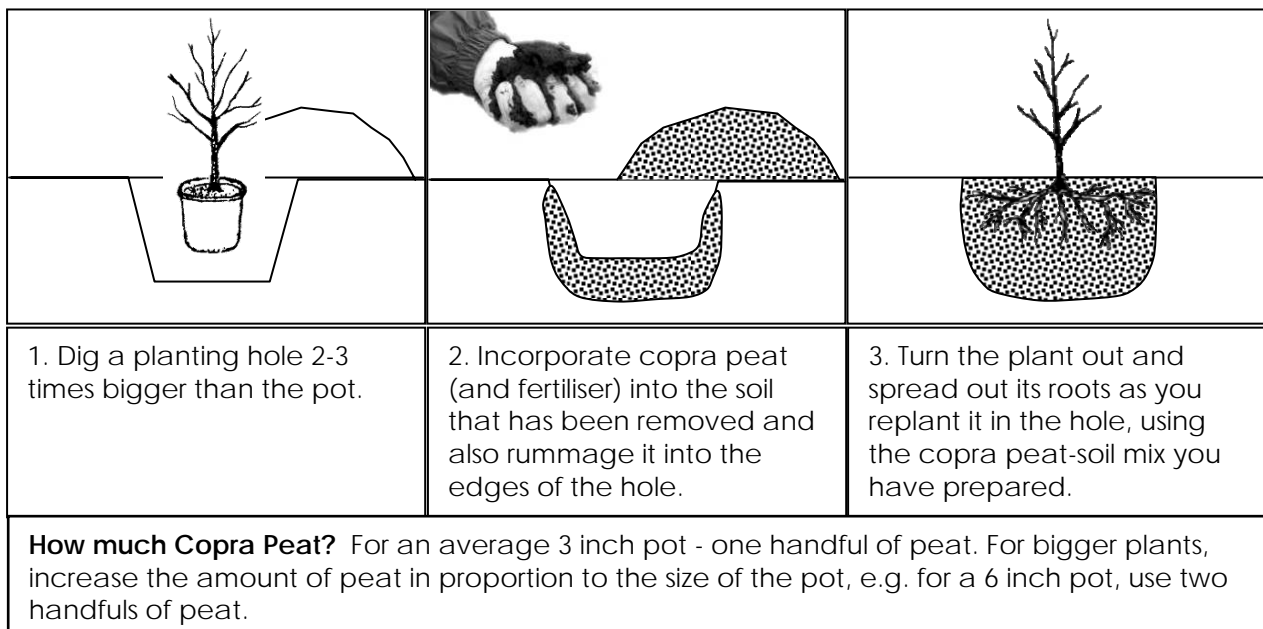 1. Dig a planting hole 2-3
times bigger than the pot.
2. Incorporate copra peat
(and fertiliser) into the soil
that has been removed and
also rummage it into the
edges of the hole.
3. Turn the plant out and
spread out its roots as you
replant it in the hole, using
the copra peat-soil mix you
have prepared.
How much Copra Peat? For an average 3 inch pot - one handful of peat. For bigger plants,
increase the amount of peat in proportion to the size of the pot, e.g. for a 6 inch pot, use two
handfuls of peat.